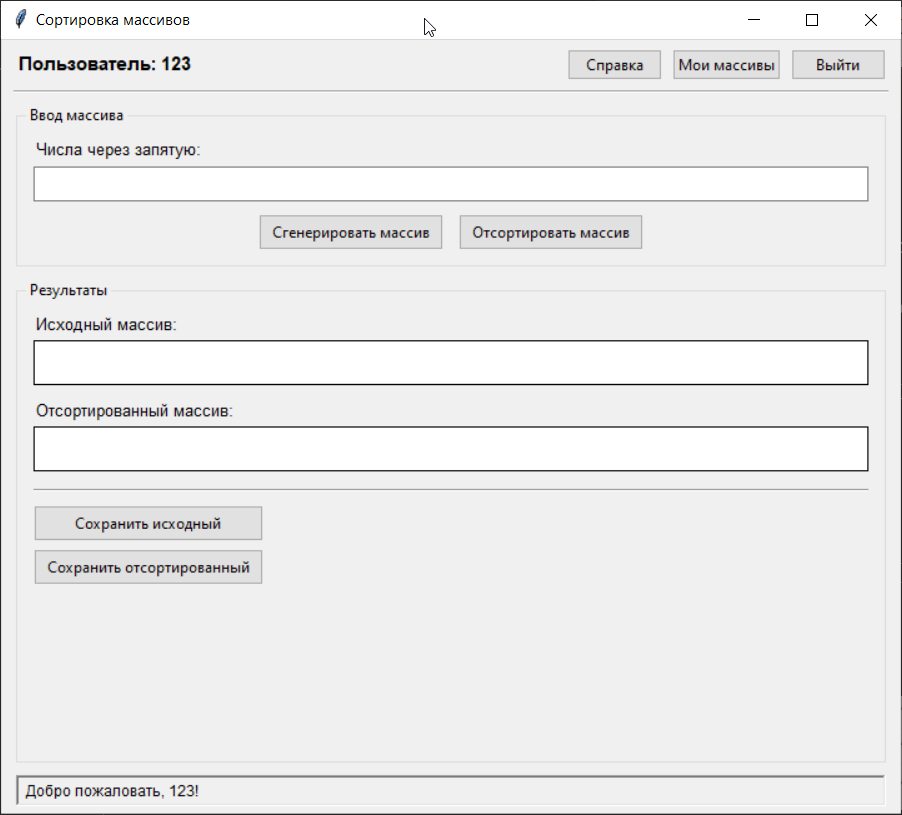 Сортировка массивов
Пользователь: 123 Справка Мои массивы Выйти
Ввод массива
Числа через запятую:
Сгенерировать массив Отсортировать массив
Результаты
Исходный массив:
Отсортированный массив:
Сохранить исходный
Сохранить отсортированный
Добро пожаловать, 123!